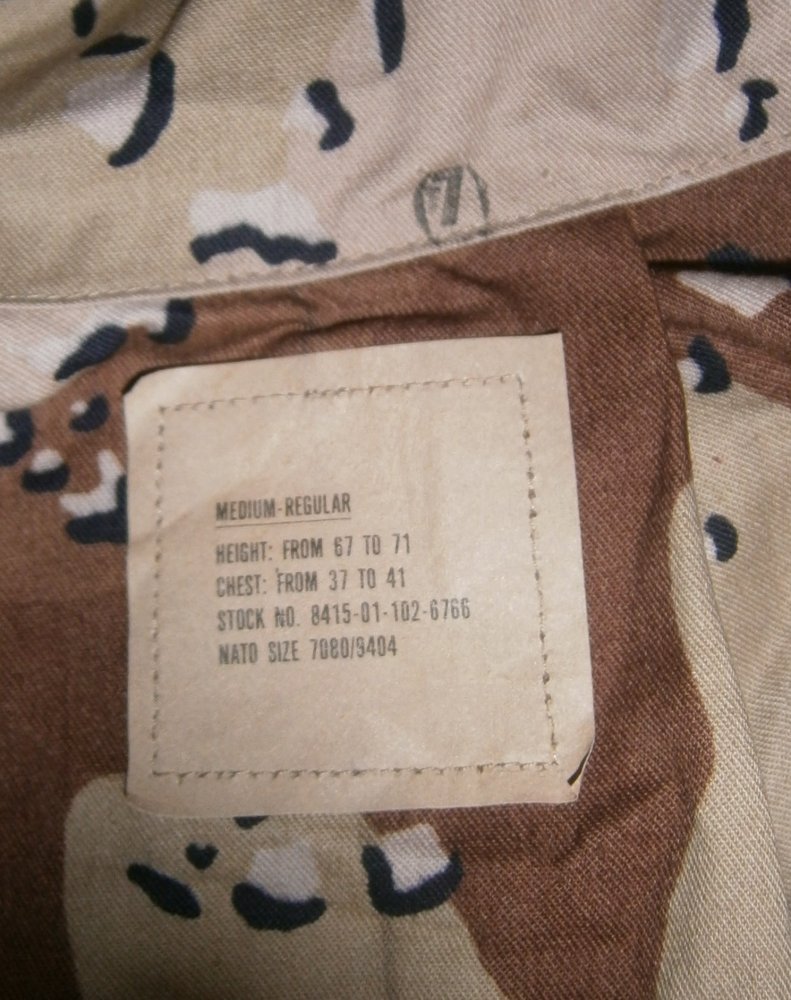 7
MEDIUM-REGULAR
HEIGHT: FROM 67 TO 71
CHEST: FROM 37 TO 41
STOCK NO. 8415-01-102-6766
NATO SIZE 7080/9404